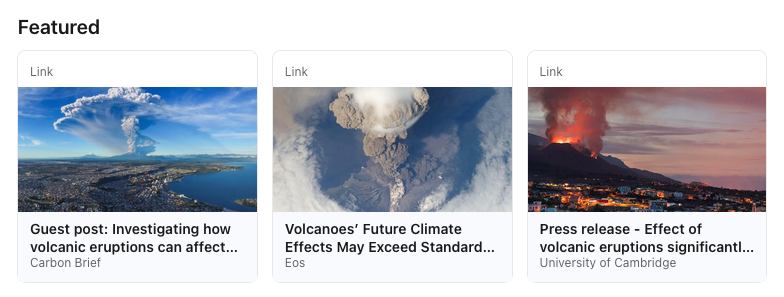 Featured
Link
Guest post: Investigating how
volcanic eruptions can affect...
Carbon Brief
Link
Volcanoes’ Future Climate
Effects May Exceed Standard...
Eos
Link
Press release - Effect of
volcanic eruptions significantl...
University of Cambridge